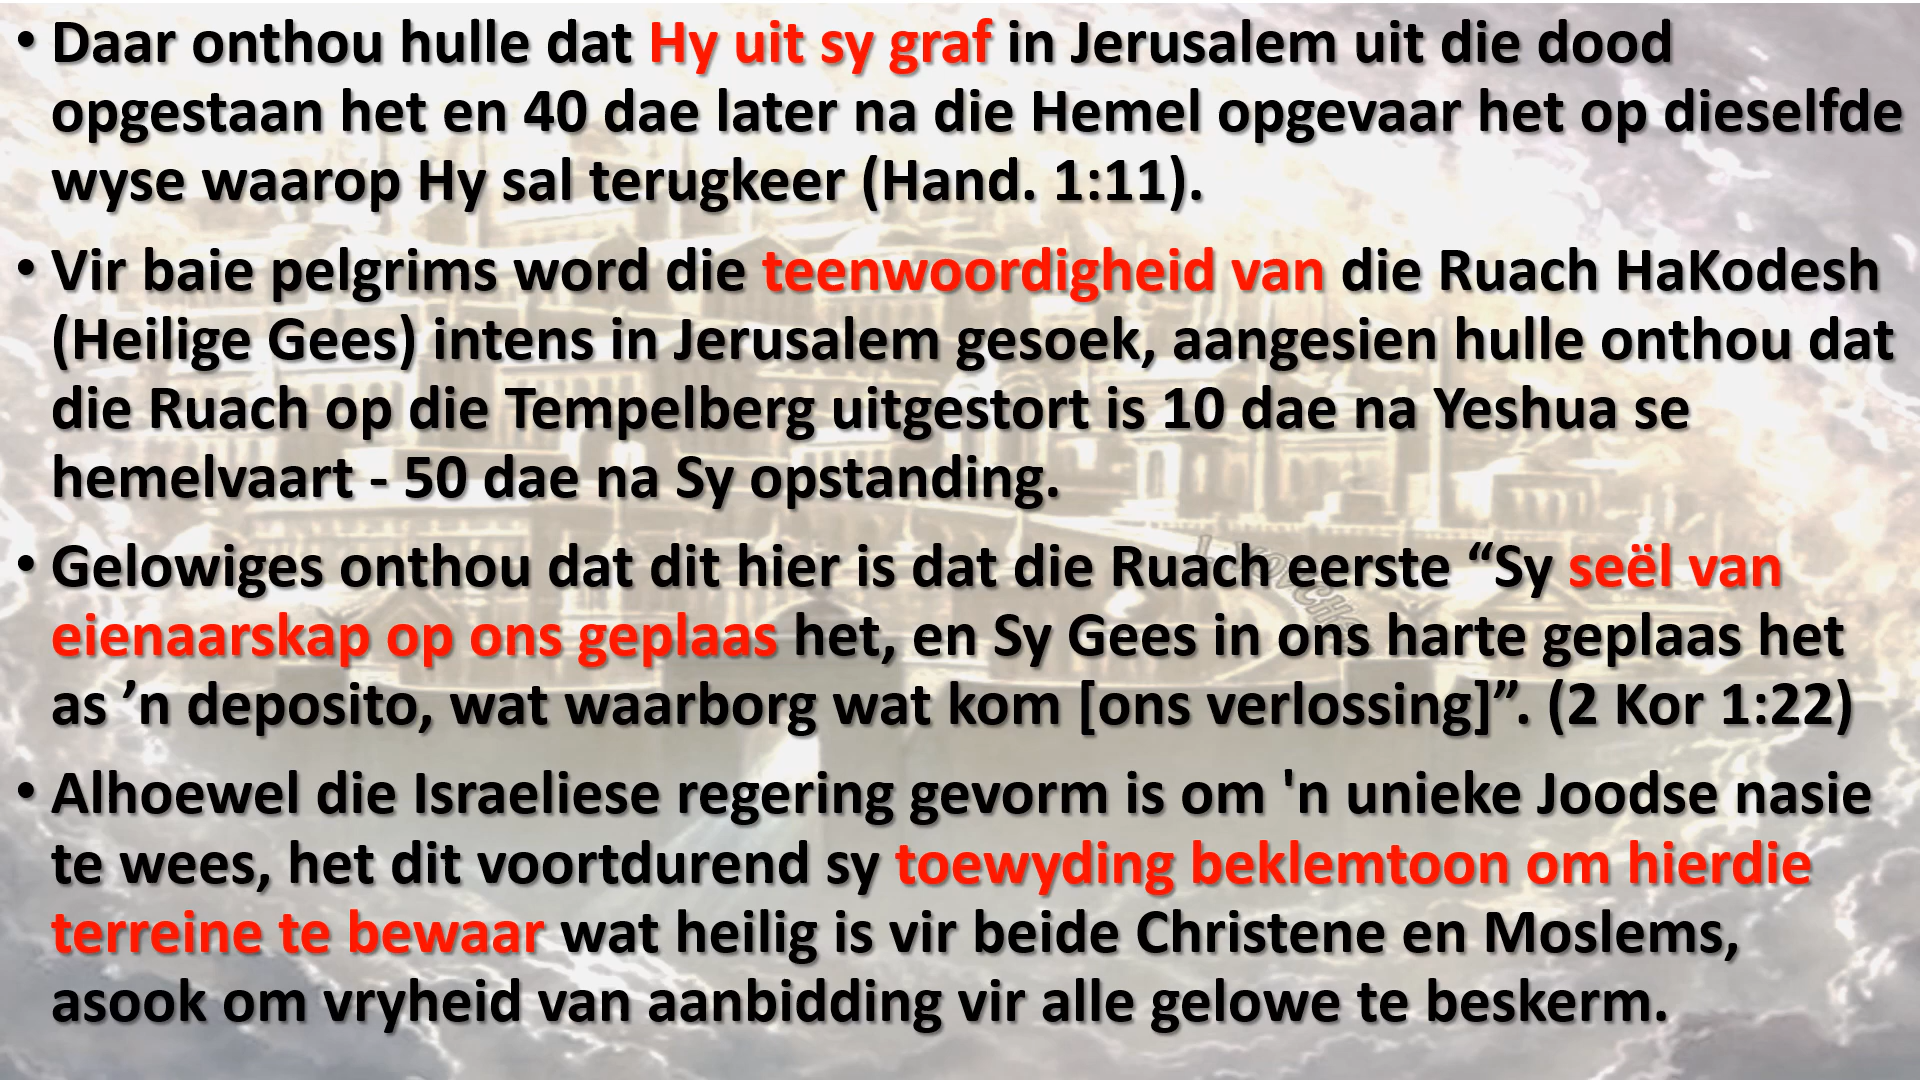 • Daar onthou hulle dat Hy uit sy graf in Jerusalem uit die dood
opgestaan het en 40 dae later na die Hemel opgevaar het op dieselfde
wyse waarop Hy sal terugkeer (Hand. 1:11).
• Vir baie pelgrims word die teenwoordigheid van die Ruach HaKodesh
(Heilige Gees) intens in Jerusalem gesoek, aangesien hulle onthou dat
die Ruach op die Tempelberg uitgestort is 10 dae na Yeshua se
hemelvaart - 50 dae na Sy opstanding.
• Gelowiges onthou dat dit hier is dat die Ruach eerste “Sy seël van
eienaarskap op ons geplaas het, en Sy Gees in ons harte geplaas het
as ’n deposito, wat waarborg wat kom [ons verlossing]”. (2 Kor 1:22)
• Alhoewel die Israeliese regering gevorm is om 'n unieke Joodse nasie
te wees, het dit voortdurend sy toewyding beklemtoon om hierdie
terreine te bewaar wat heilig is vir beide Christene en Moslems,
asook om vryheid van aanbidding vir alle gelowe te beskerm.